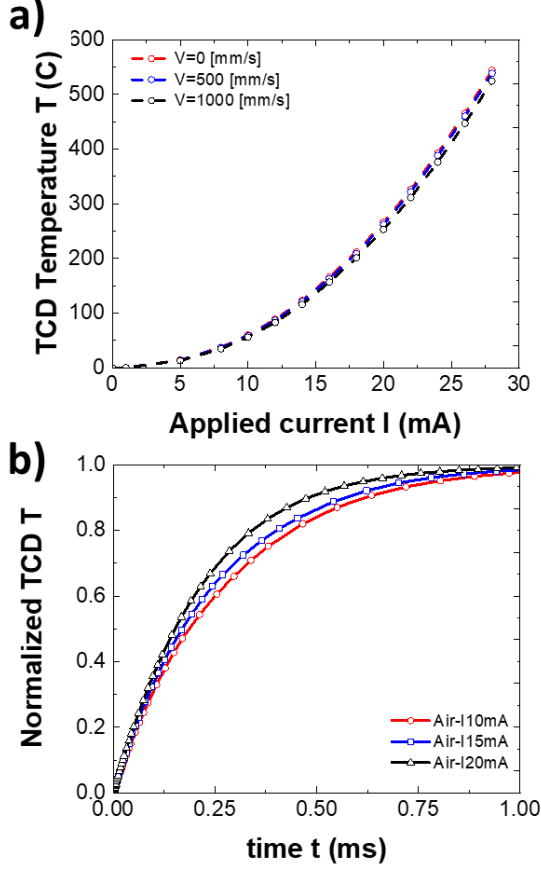 a)
TCD Temperature T (C)
600
500
400
300
200
100
0
V=0 [mm/s]
V=500 [mm/s]
V=1000 [mm/s]
0 5 10 15 20 25 30
Applied current I (mA)
b)
Normalized TCD T
1.0
0.8
0.6
0.4
0.2
0.0
Air-I10mA
Air-I15mA
Air-I20mA
0.00 0.25 0.50 0.75 1.00
time t (ms)